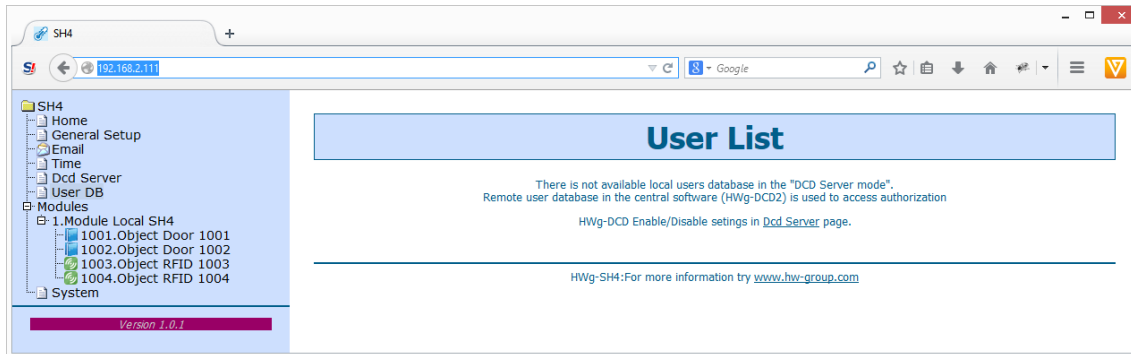 SH4
192.168.2.111
Google
SH4
Home
General Setup
Email
Time
Dcd Server
User DB
Modules
1.Module Local SH4
1001.Object Door 1001
1002.Object Door 1002
1003.Object RFID 1003
1004.Object RFID 1004
System
Version 1.0.1
User List
There is not available local users database in the "DCD Server mode".
Remote user database in the central software (HWg-DCD2) is used to access authorization
HWg-DCD Enable/Disable setings in Dcd Server page.
HWg-SH4:For more information try www.hw-group.com